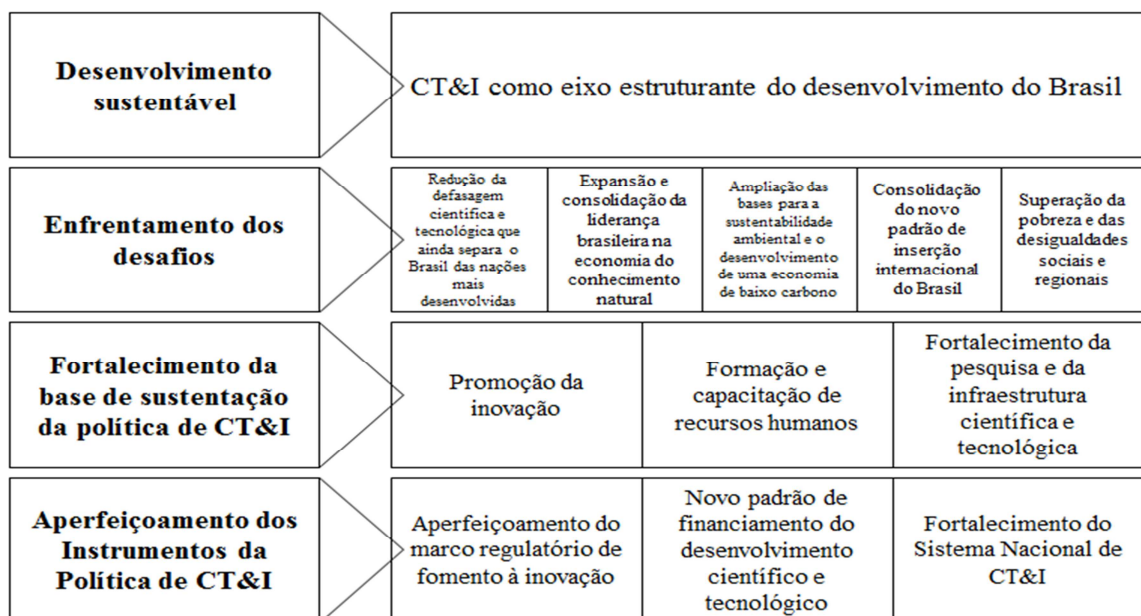 Desenvolvimento
sustentável
CT&I como eixo estruturante do desenvolvimento do Brasil
Enfrentamento dos
desafios
Redução da
defasagem
científica e
tecnológica que
ainda separa o
Brasil das nações
mais
desenvolvidas
Expansão e
consolidação da
liderança
brasileira na
economia do
conhecimento
natural
Ampliação das
bases para a
sustentabilidade
ambiental e o
desenvolvimento
de uma economia
de baixo carbono
Consolidação
do novo
padrão de
inserção
internacional
do Brasil
Superação da
pobreza e das
desigualdades
sociais e
regionais
Fortalecimento da
base de sustentação
da política de CT&I
Promoção da
inovação
Formação e
capacitação de
recursos humanos
Fortalecimento da
pesquisa e da
infraestrutura
científica e
tecnológica
Aperfeiçoamento dos
Instrumentos da
Política de CT&I
Aperfeiçoamento do
marco regulatório de
fomento à inovação
Novo padrão de
financiamento do
desenvolvimento
científico e
tecnológico
Fortalecimento do
Sistema Nacional de
CT&I